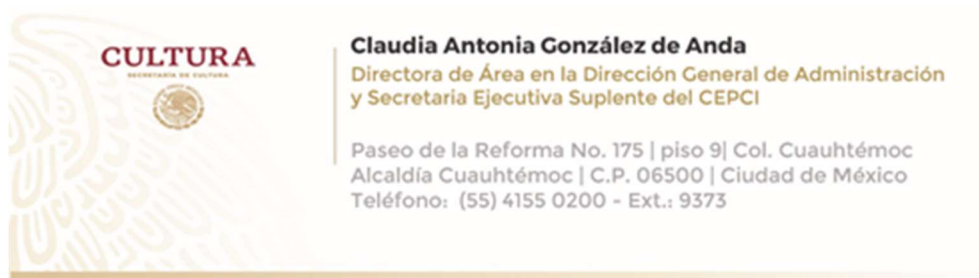 CULTURA
SECRETARÍA DE CULTURA
Claudia Antonia González de Anda
Directora de Área en la Dirección General de Administración
y Secretaria Ejecutiva Suplente del CEPCI
Paseo de la Reforma No. 175 | piso 9| Col. Cuauhtémoc
Alcaldía Cuauhtémoc | C.P. 06500 | Ciudad de México
Teléfono: (55) 4155 0200 - Ext.: 9373